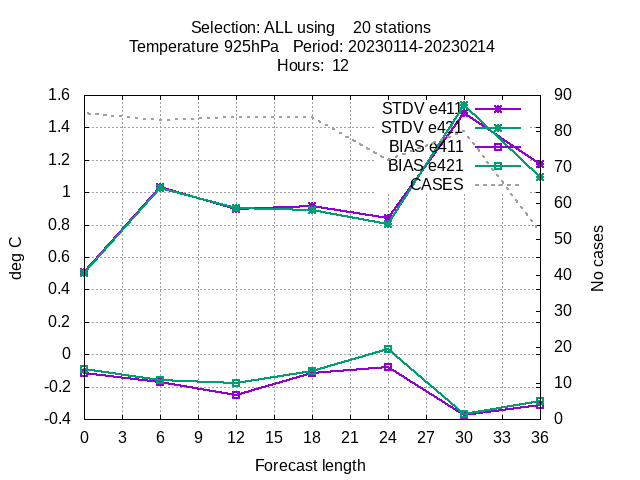 Selection: ALL using    20 stations
Temperature 925hPa   Period: 20230114-20230214
Hours:  12
1.6
1.4
1.2
1
0.8
0.6
0.4
0.2
0
-0.2
-0.4
deg C
STDV e411
STDV e421
BIAS e411
BIAS e421
CASES
90
80
70
60
50
40
30
20
10
0
No cases
0 3 6 9 12 15 18 21 24 27 30 33 36
Forecast length